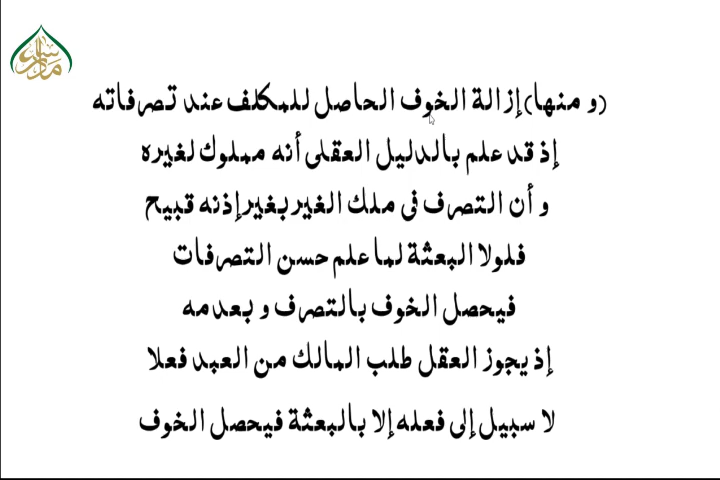 (و منها) إزالة الخوف الحاصل للمكلف عند تصرفاته
إذ قد علم بالدليل العقلى أنه مملوك لغيره
و أن التصرف فى ملك الغير بغير إذنه قبيح
فلولا البعثة لما علم حسن التصرفات
فيحصل الخوف بالتصرف و بعدمه
إذ يجوز العقل طلب المالك من العبد فعلا
لا سبيل إلى فعله إلا بالبعثة فيحصل الخوف